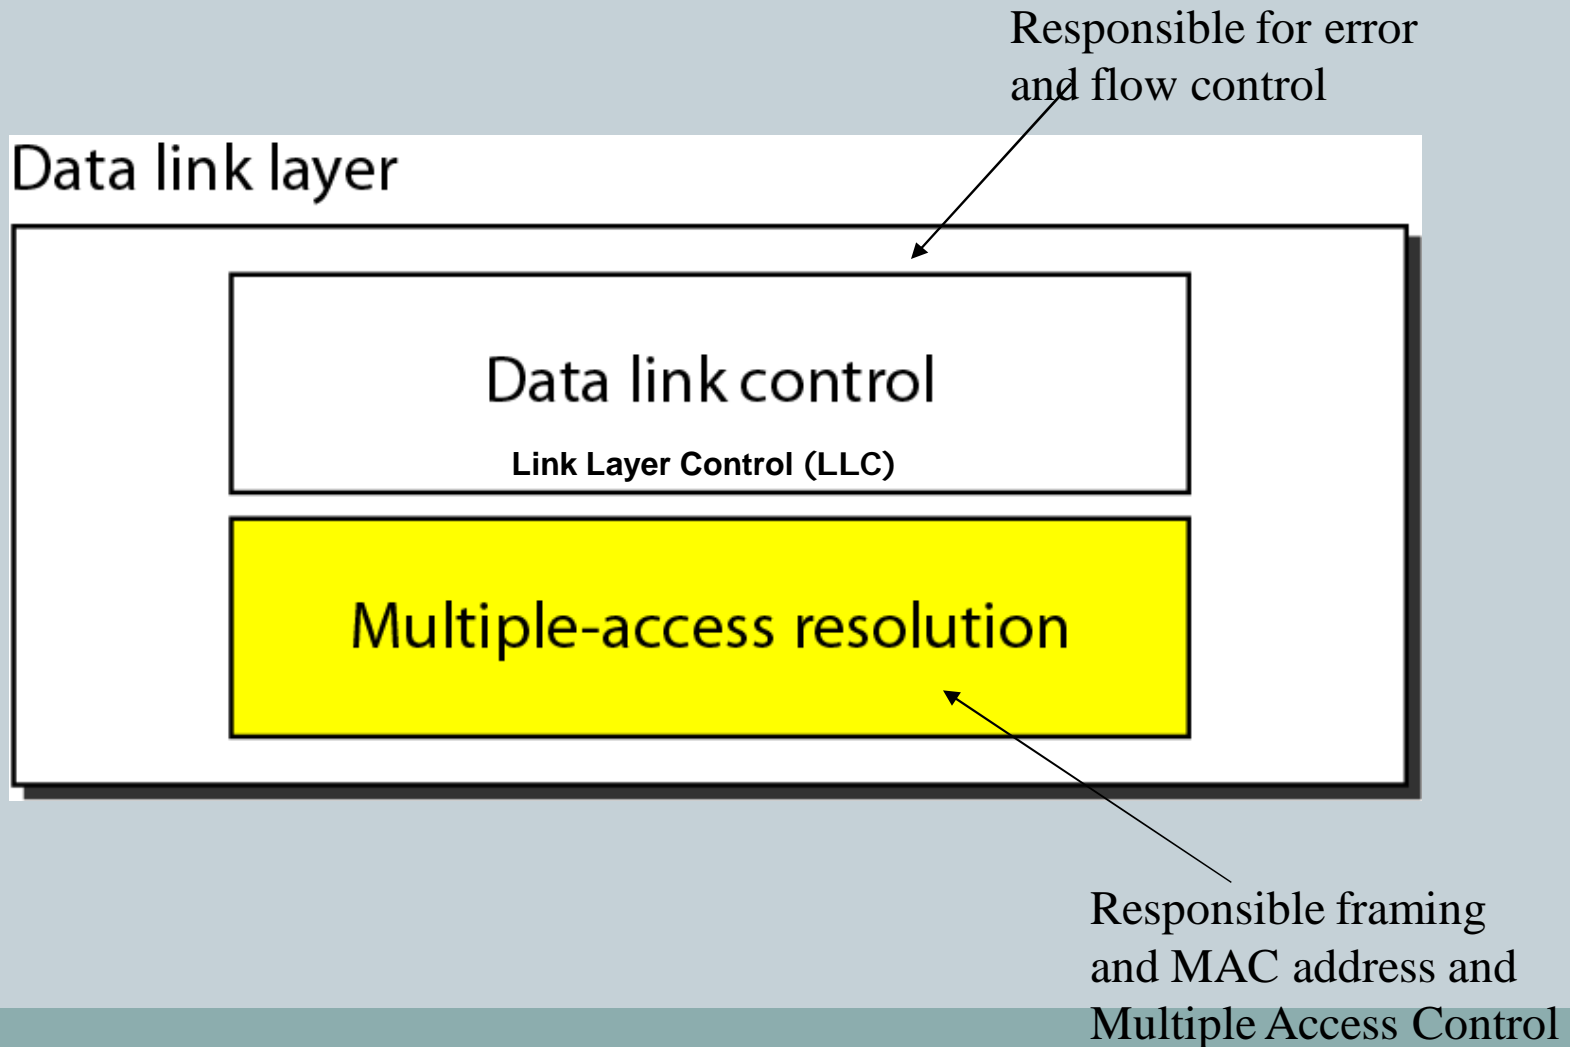 Responsible for error
and flow control
Data link layer
Data link control
Link Layer Control (LLC)
Multiple-access resolution
Responsible framing
and MAC address and
Multiple Access Control